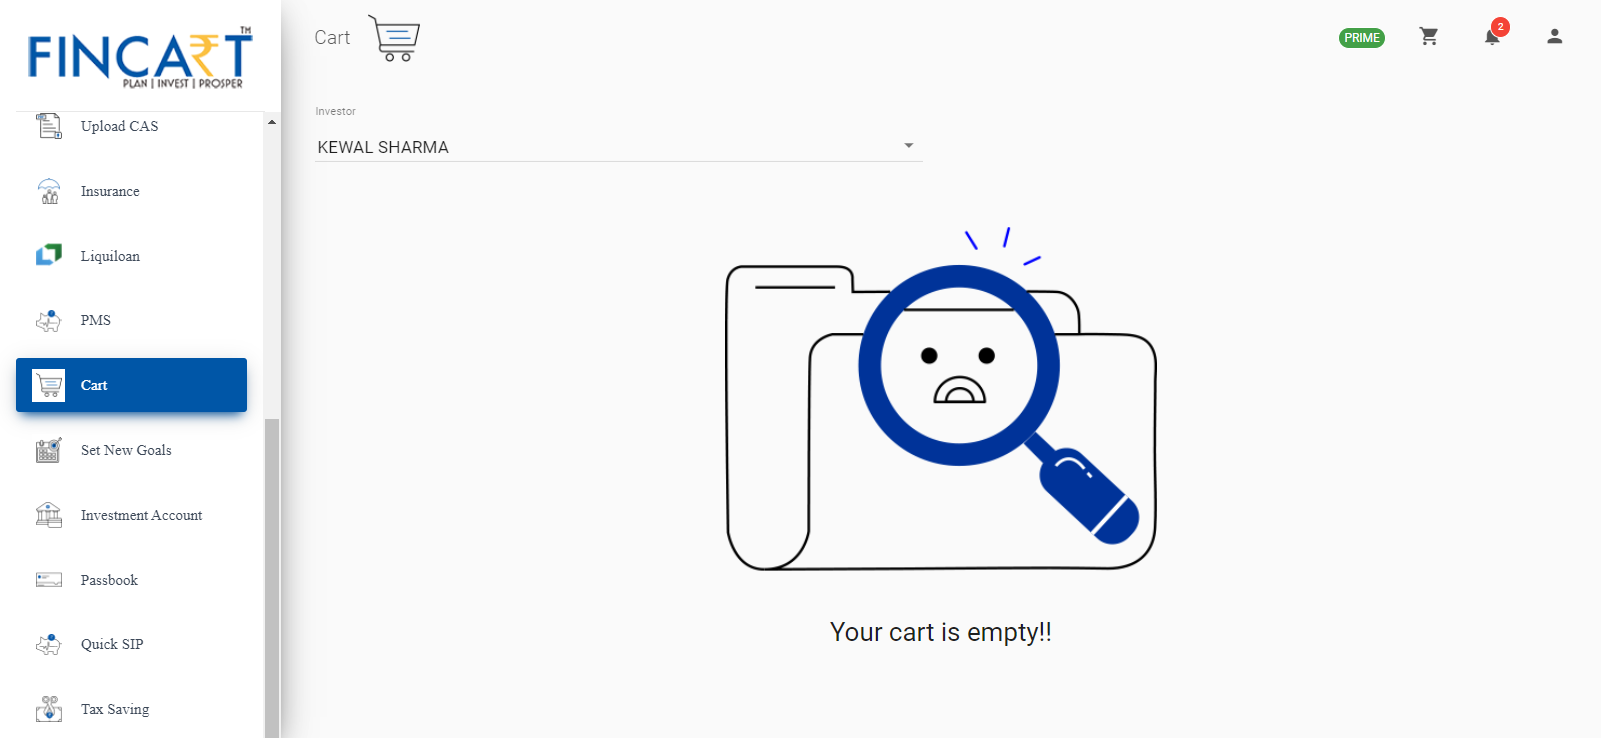 FINCART TM
PLAN | INVEST | PROSPER
Upload CAS
Insurance
Liquiloan
PMS
Cart
Set New Goals
Investment Account
Passbook
Quick SIP
Tax Saving
Cart
PRIME
2
Investor
KEWAL SHARMA
Your cart is empty!!